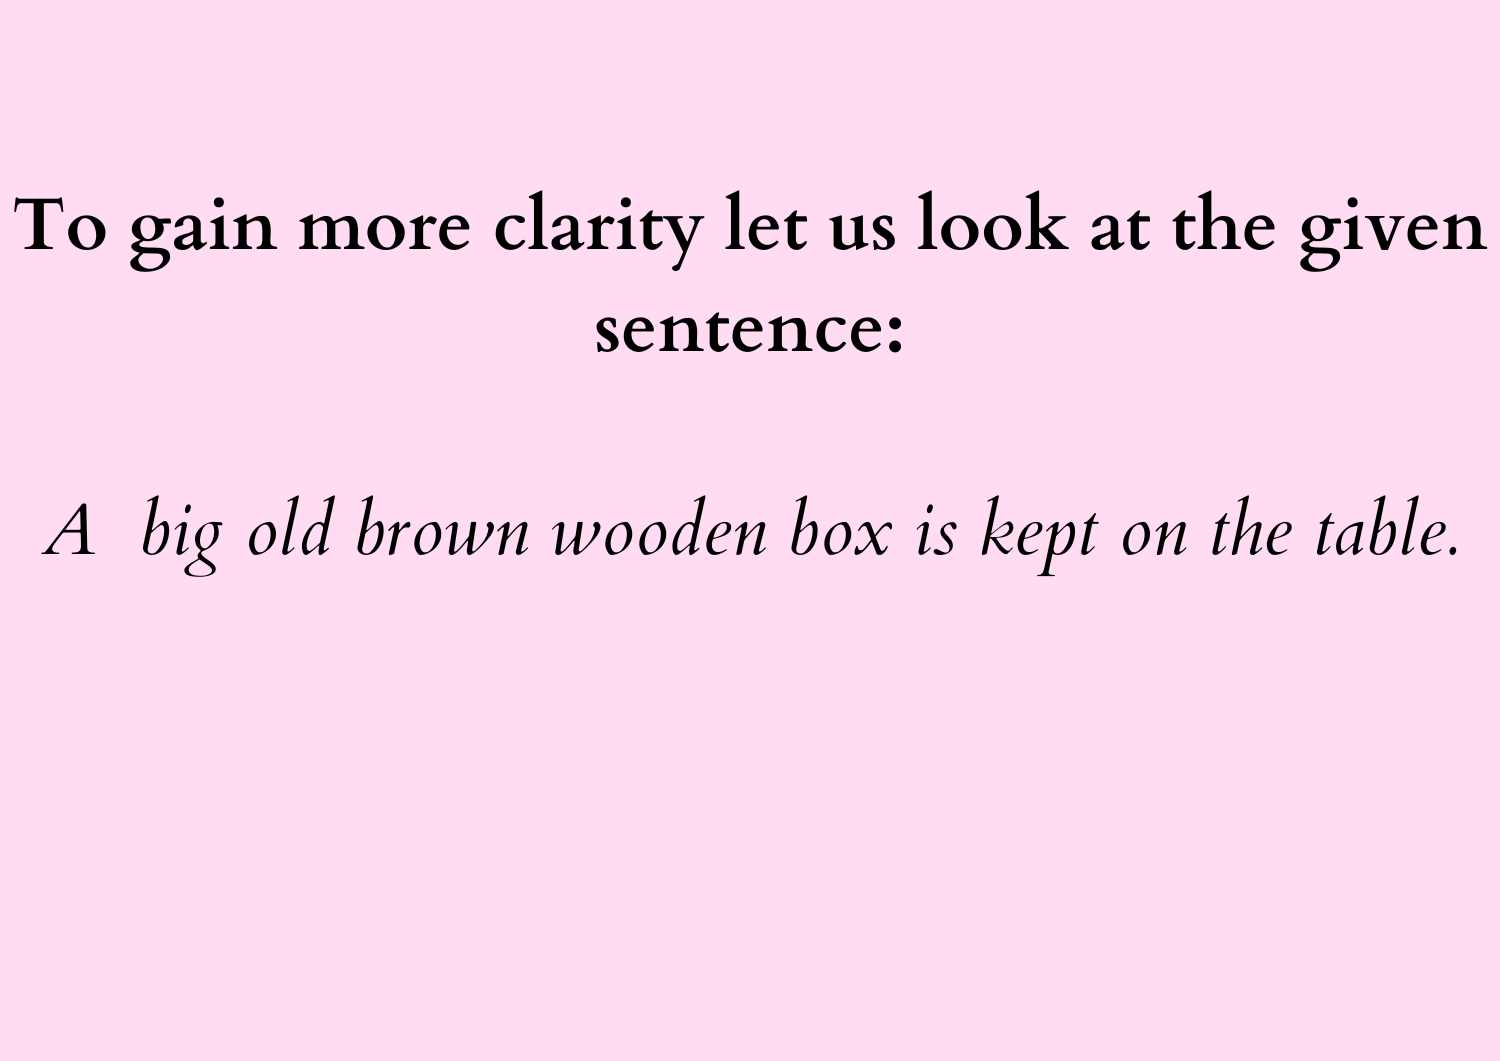 To gain more clarity let us look at the given
sentence:
A  big old brown wooden box is kept on the table.